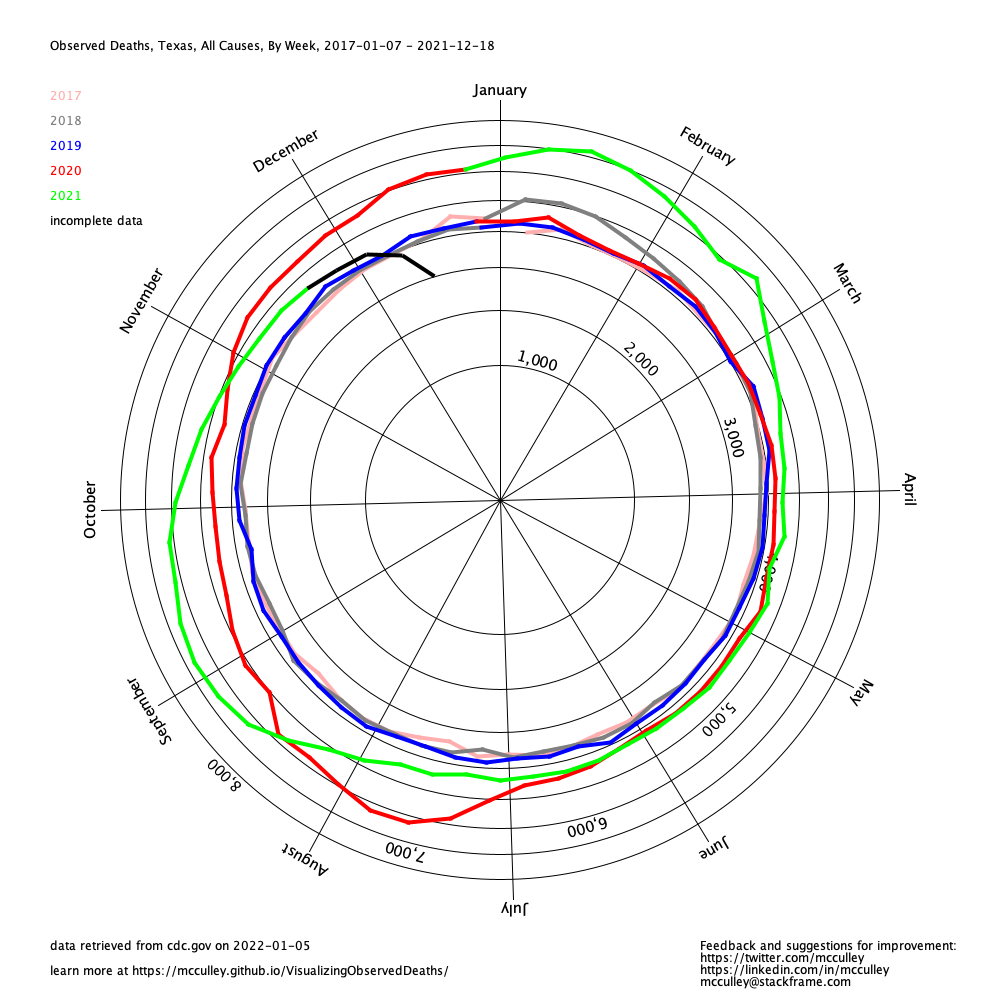 Observed Deaths, Texas, All Causes, By Week, 2017-01-07 - 2021-12-18
2017
2018
2019
2020
2021
incomplete data
January
February
March
April
May
June
July
August
September
October
November
December
1,000
2,000
3,000
4,000
5,000
6,000
7,000
8,000
data retrieved from cdc.gov on 2022-01-05
learn more at https://mcculley.github.io/VisualizingObservedDeaths/
Feedback and suggestions for improvement:
https://twitter.com/mcculley
https://linkedin.com/in/mcculley
mcculley@stackframe.com